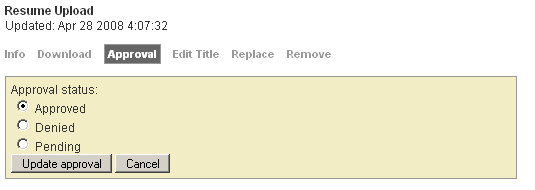 Resume Upload
Updated: Apr 28 2008 4:07:32
Info Download Approval Edit Title Replace Remove
Approval status:
Approved
Denied
Pending
Update approval Cancel